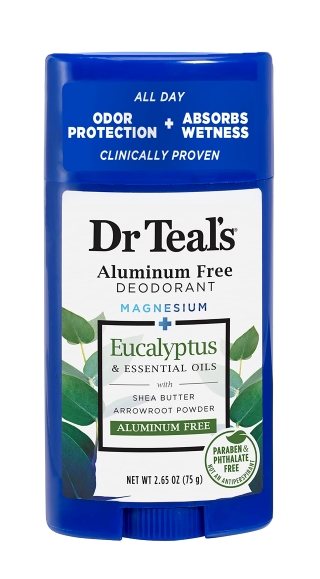 ALL DAY
ODOR PROTECTION + ABSORBS WETNESS
CLINICALLY PROVEN
Dr Teal's®
Aluminum Free
DEODORANT
MAGNESIUM
+
Eucalyptus
& ESSENTIAL OILS
with
SHEA BUTTER
ARROWROOT POWDER
ALUMINUM FREE
PARABEN &
PHTHALATE
FREE
NOT AN ANTIPERSPIRANT
NET WT 2.65 OZ (75 g)